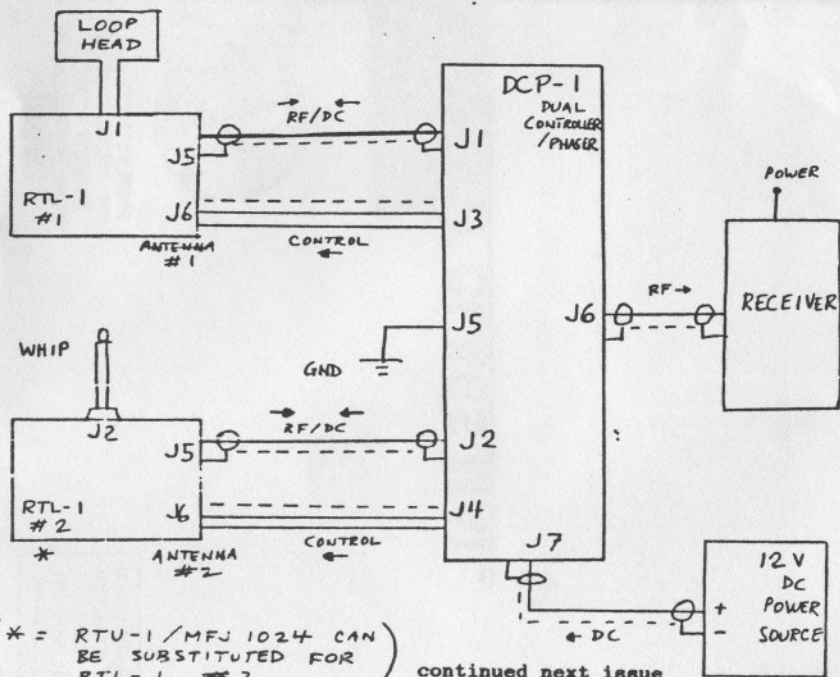 LOOP
HEAD
J1
RF/DC
J5
RTL-1
#1
J6
ANTENNA
#1
CONTROL
DCP-1
DUAL
CONTROLLER
/PHASER
J1
J3
J5
GND
J2
J4
J6
J7
RF
POWER
RECEIVER
WHIP
J2
RF/DC
J5
RTL-1
#2
*
J6
ANTENNA
#2
CONTROL
12 V
DC
POWER
SOURCE
+
-
DC
* = RTU-1/MFJ 1024 CAN
BE SUBSTITUTED FOR
RTL-1 #2
continued next issue